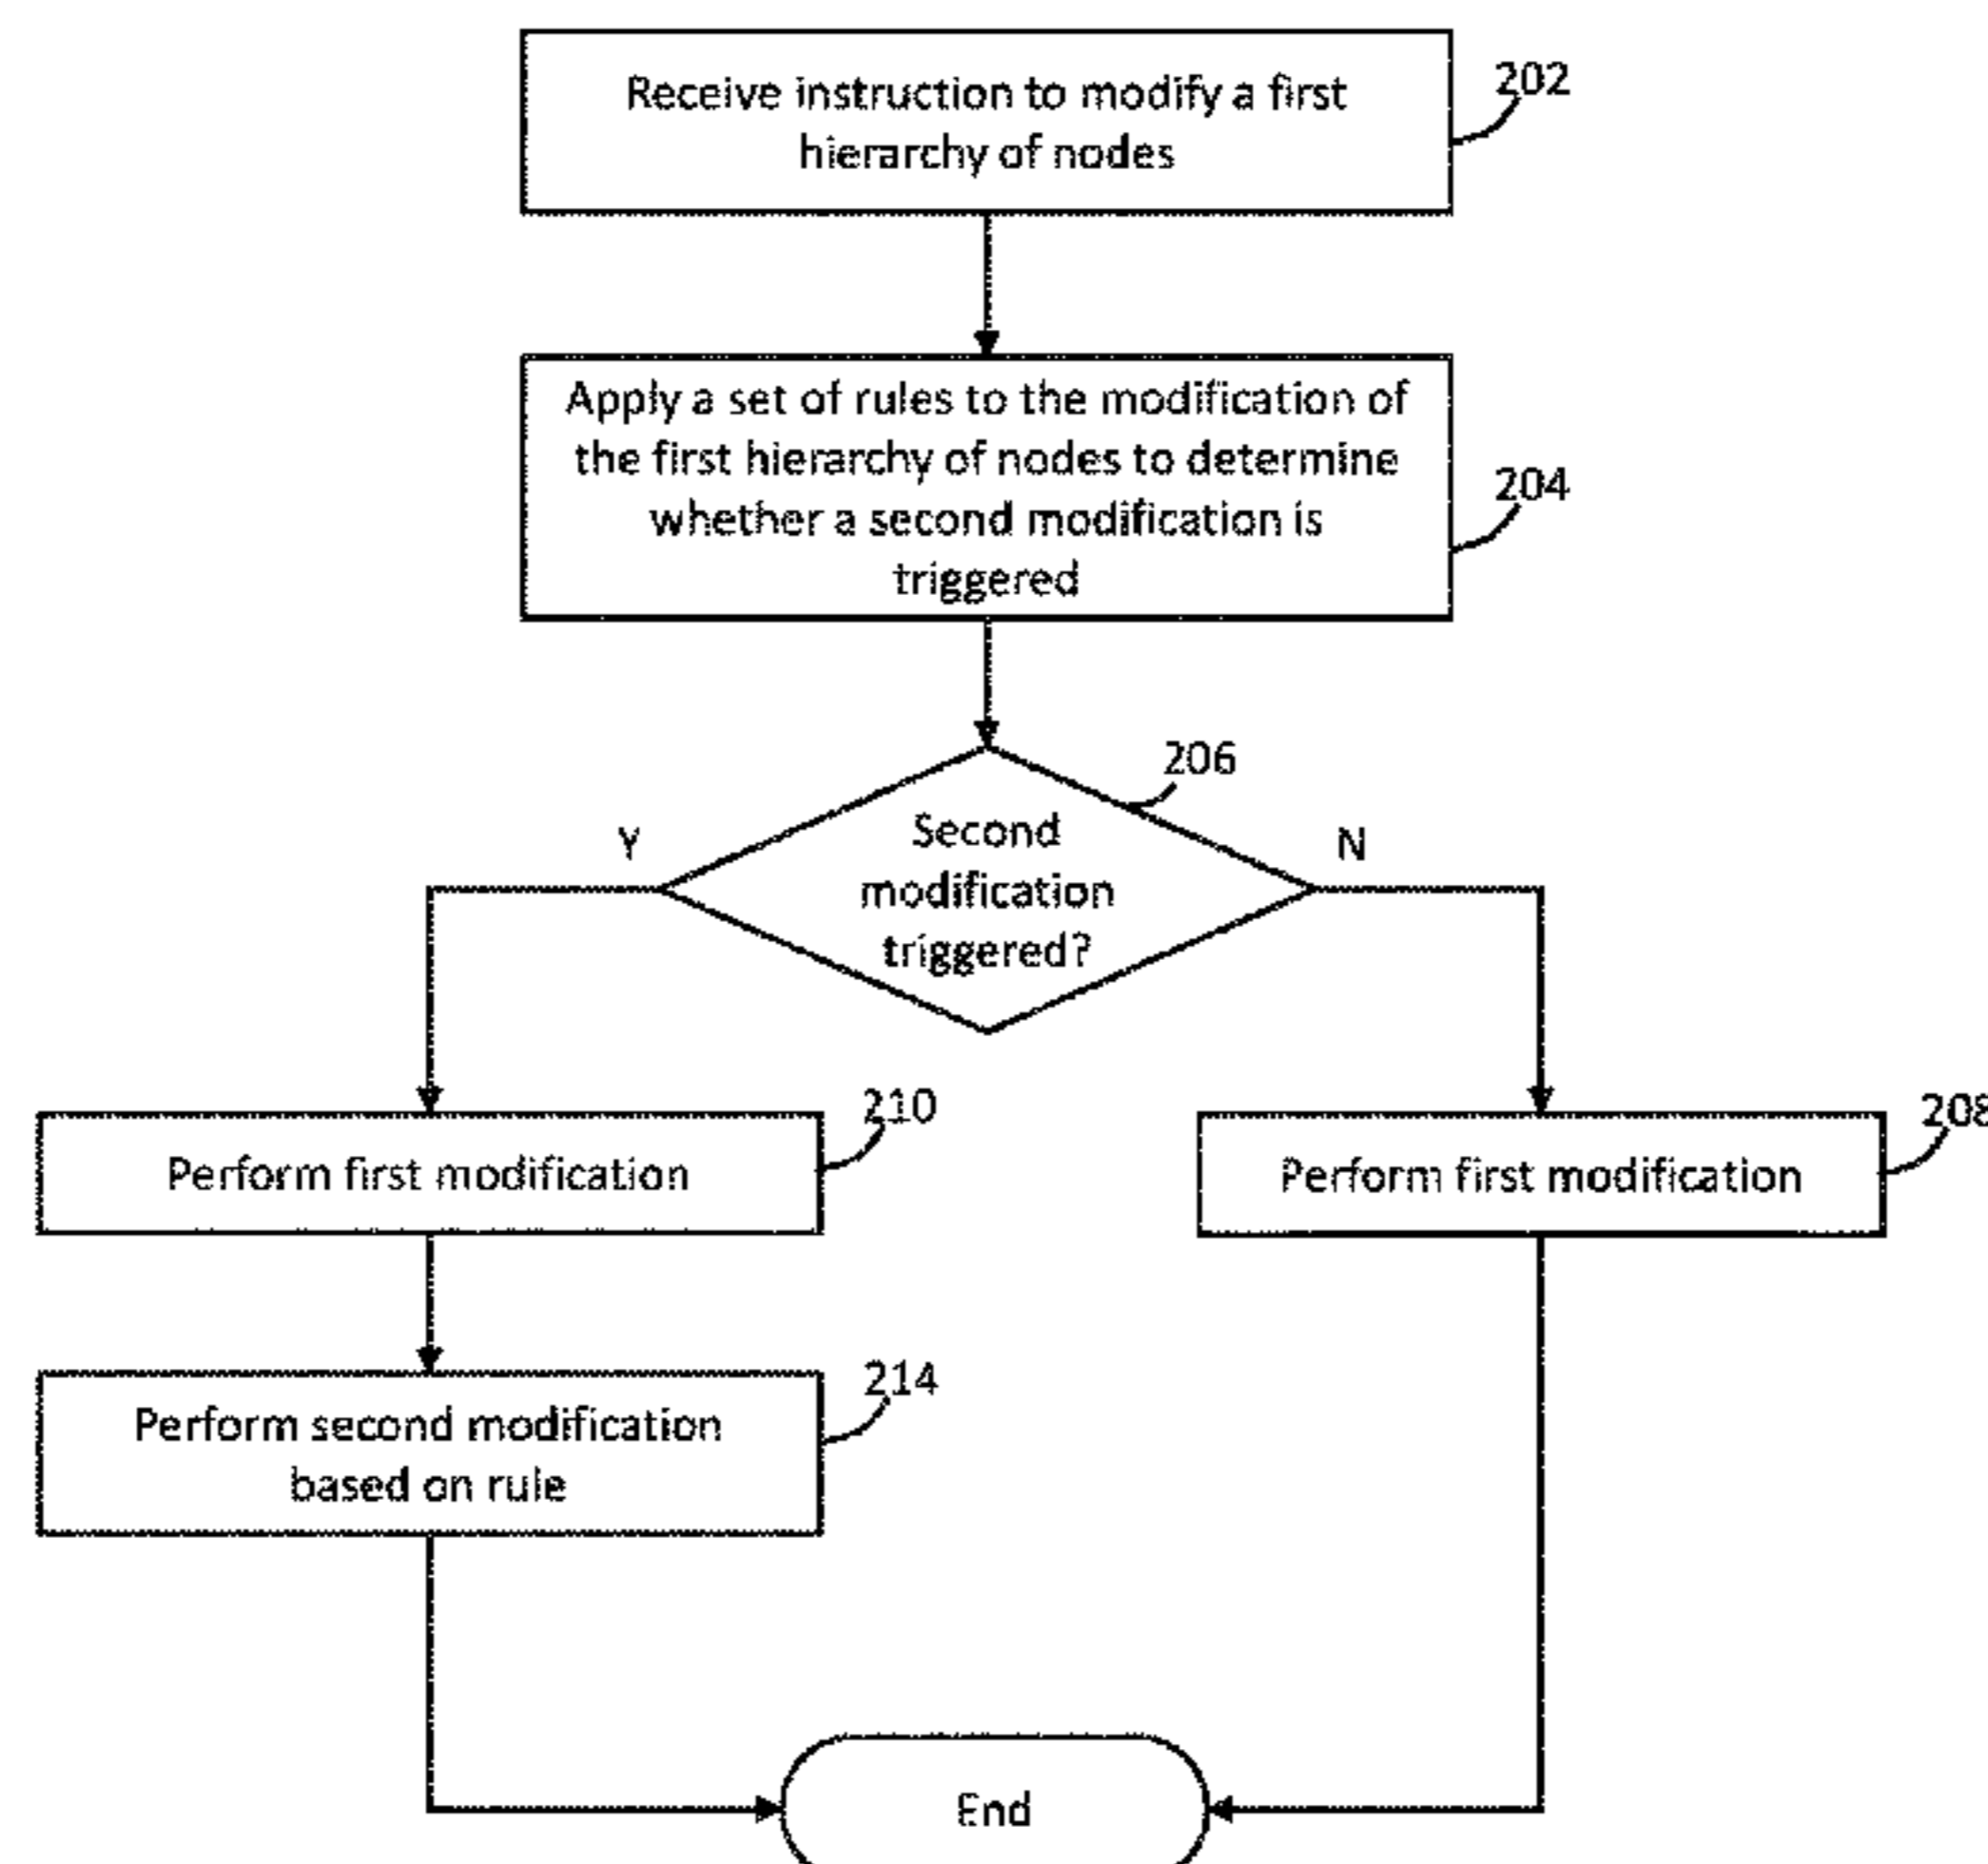 Receive instruction to modify a first
hierarchy of nodes
202
Apply a set of rules to the modification of
the first hierarchy of nodes to determine
whether a second modification is
triggered
204
206
Second
modification
triggered?
Y
N
210
Perform first modification
208
Perform first modification
214
Perform second modification
based on rule
End